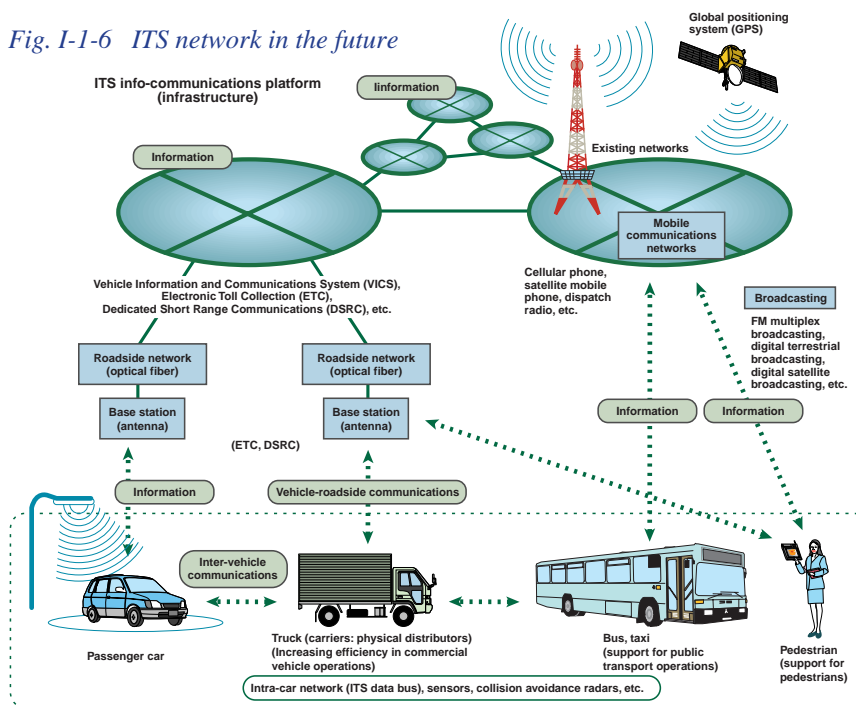 Fig. I-1-6 ITS network in the future
Global positioning
system (GPS)
ITS info-communications platform
(infrastructure)
Iinformation
Information
Existing networks
Mobile
communications
networks
Vehicle Information and Communications System (VICS),
Electronic Toll Collection (ETC),
Dedicated Short Range Communications (DSRC), etc.
Cellular phone,
satellite mobile
phone, dispatch
radio, etc.
Broadcasting
FM multiplex
broadcasting,
digital terrestrial
broadcasting,
digital satellite
broadcasting, etc.
Roadside network
(optical fiber)
Roadside network
(optical fiber)
Base station
(antenna)
Base station
(antenna)
Information
Information
(ETC, DSRC)
Information
Vehicle-roadside communications
Inter-vehicle
communications
Passenger car
Truck (carriers: physical distributors)
(Increasing efficiency in commercial
vehicle operations)
Bus, taxi
(support for public
transport operations)
Pedestrian
(support for
pedestrians)
Intra-car network (ITS data bus), sensors, collision avoidance radars, etc.